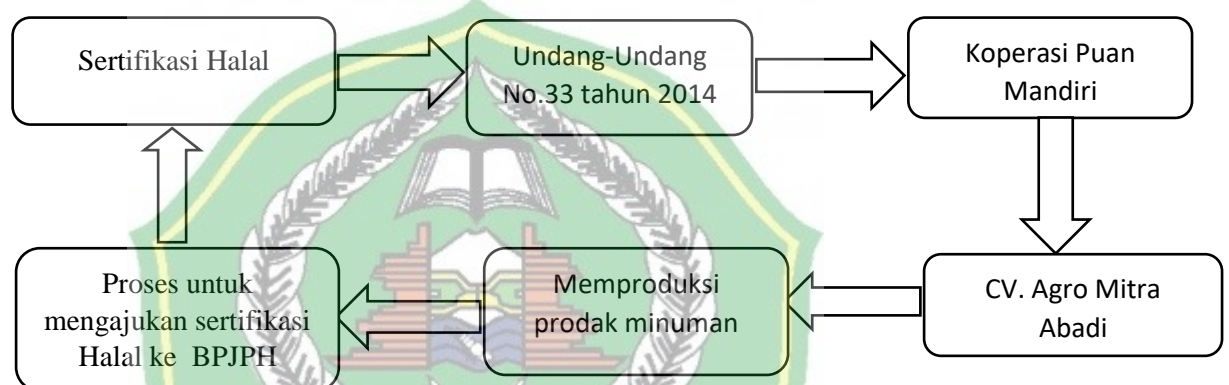 Sertifikasi Halal
Undang-Undang
No.33 tahun 2014
Koperasi Puan
Mandiri
CV. Agro Mitra
Abadi
Memproduksi
prodak minuman
Proses untuk
mengajukan sertifikasi
Halal ke BPJPH